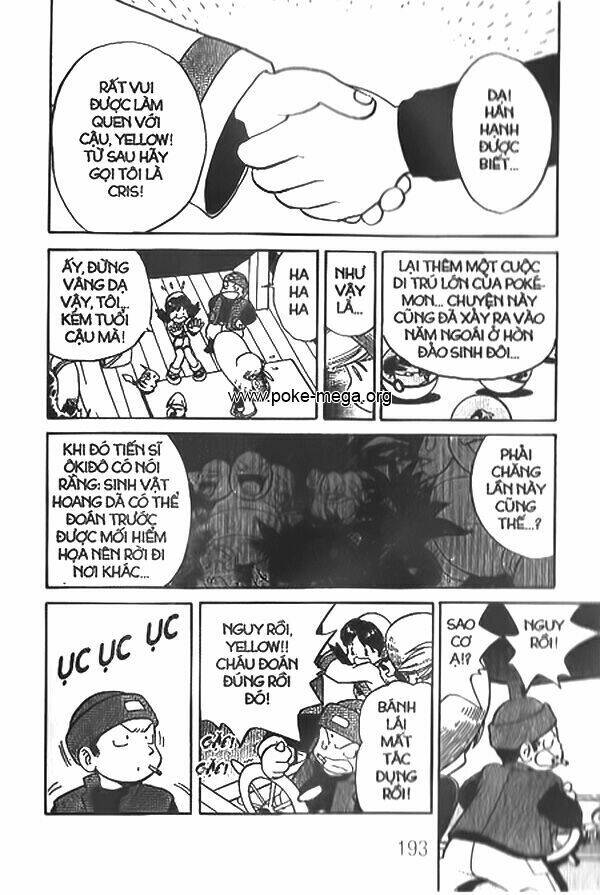 RẤT VUI
ĐƯỢC LÀM
QUEN VỚI
CẬU, YELLOW!
TỪ SAU HÃY
GỌI TÔI LÀ
CRIS!
DẠ!
HÂN
HẠNH
ĐƯỢC
BIẾT...
ẤY, ĐỪNG
VÂNG DẠ
VẬY, TÔI...
KÉM TUỔI
CẬU MÀ!
HA
HA
HA
NHƯ
VẬY
LÀ...
LẠI THÊM MỘT CUỘC
DI TRÚ LỚN CỦA POKÉ-
MON... CHUYỆN NÀY
CŨNG ĐÃ XẢY RA VÀO
NĂM NGOÁI Ở HÒN
ĐẢO SINH ĐÔI...
www.poke-mega.org
KHI ĐÓ TIẾN SĨ
ÔKIĐÔ CÓ NÓI
RẰNG: SINH VẬT
HOANG DÃ CÓ THỂ
ĐOÁN TRƯỚC
ĐƯỢC MỐI HIỂM
HỌA NÊN RỜI ĐI
NƠI KHÁC...
PHẢI
CHĂNG
LẦN NÀY
CŨNG
THẾ...?
ỤC ỤC ỤC
NGUY RỒI,
YELLOW!!
CHÁU ĐOÁN
ĐÚNG RỒI
ĐÓ!
BÁNH
LÁI
MẤT
TÁC
DỤNG
RỒI!!
SAO
CƠ
Ạ!?
NGUY
RỒI!
193